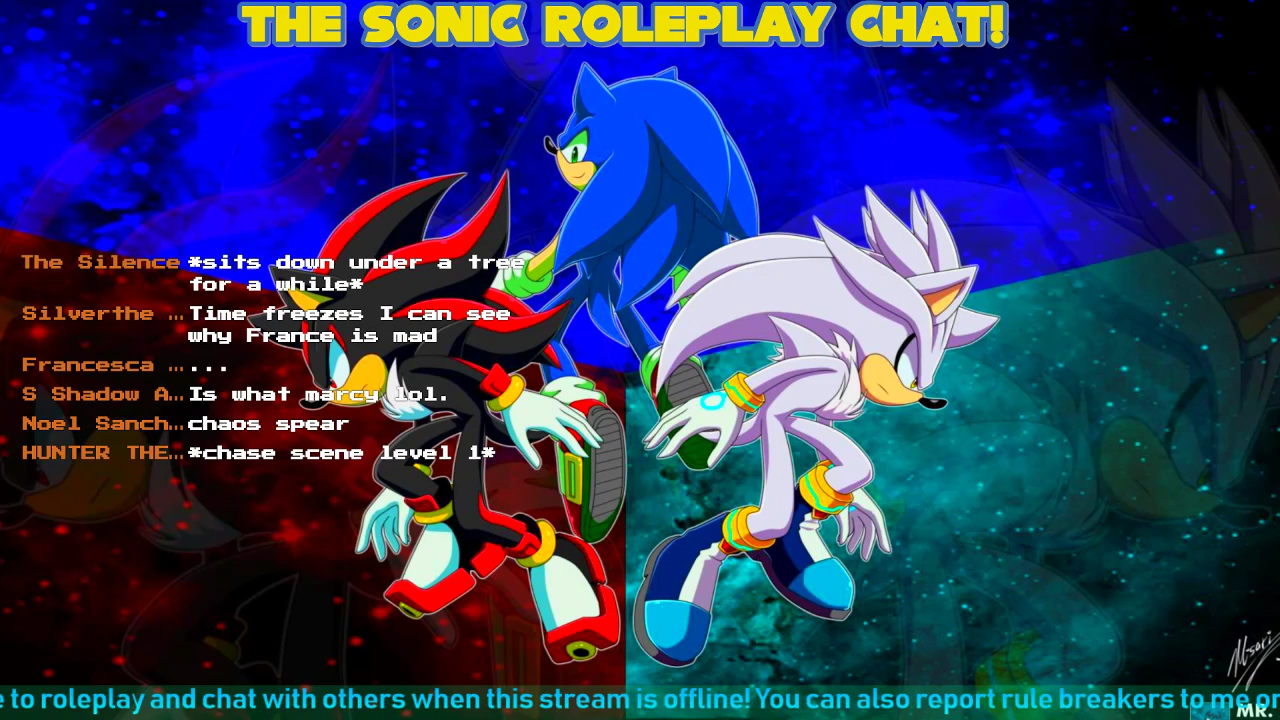 THE SONIC ROLEPLAY CHAT!
The Silence *sits down under a tree
for a while*
Silverthe ... Time freezes I can see
why France is mad
Francesca ... ...
S Shadow A... Is what marcy lol.
Noel Sanch... chaos spear
HUNTER THE... *chase scene level 1*
e to roleplay and chat with others when this stream is offline! You can also report rule breakers to me or
MR.